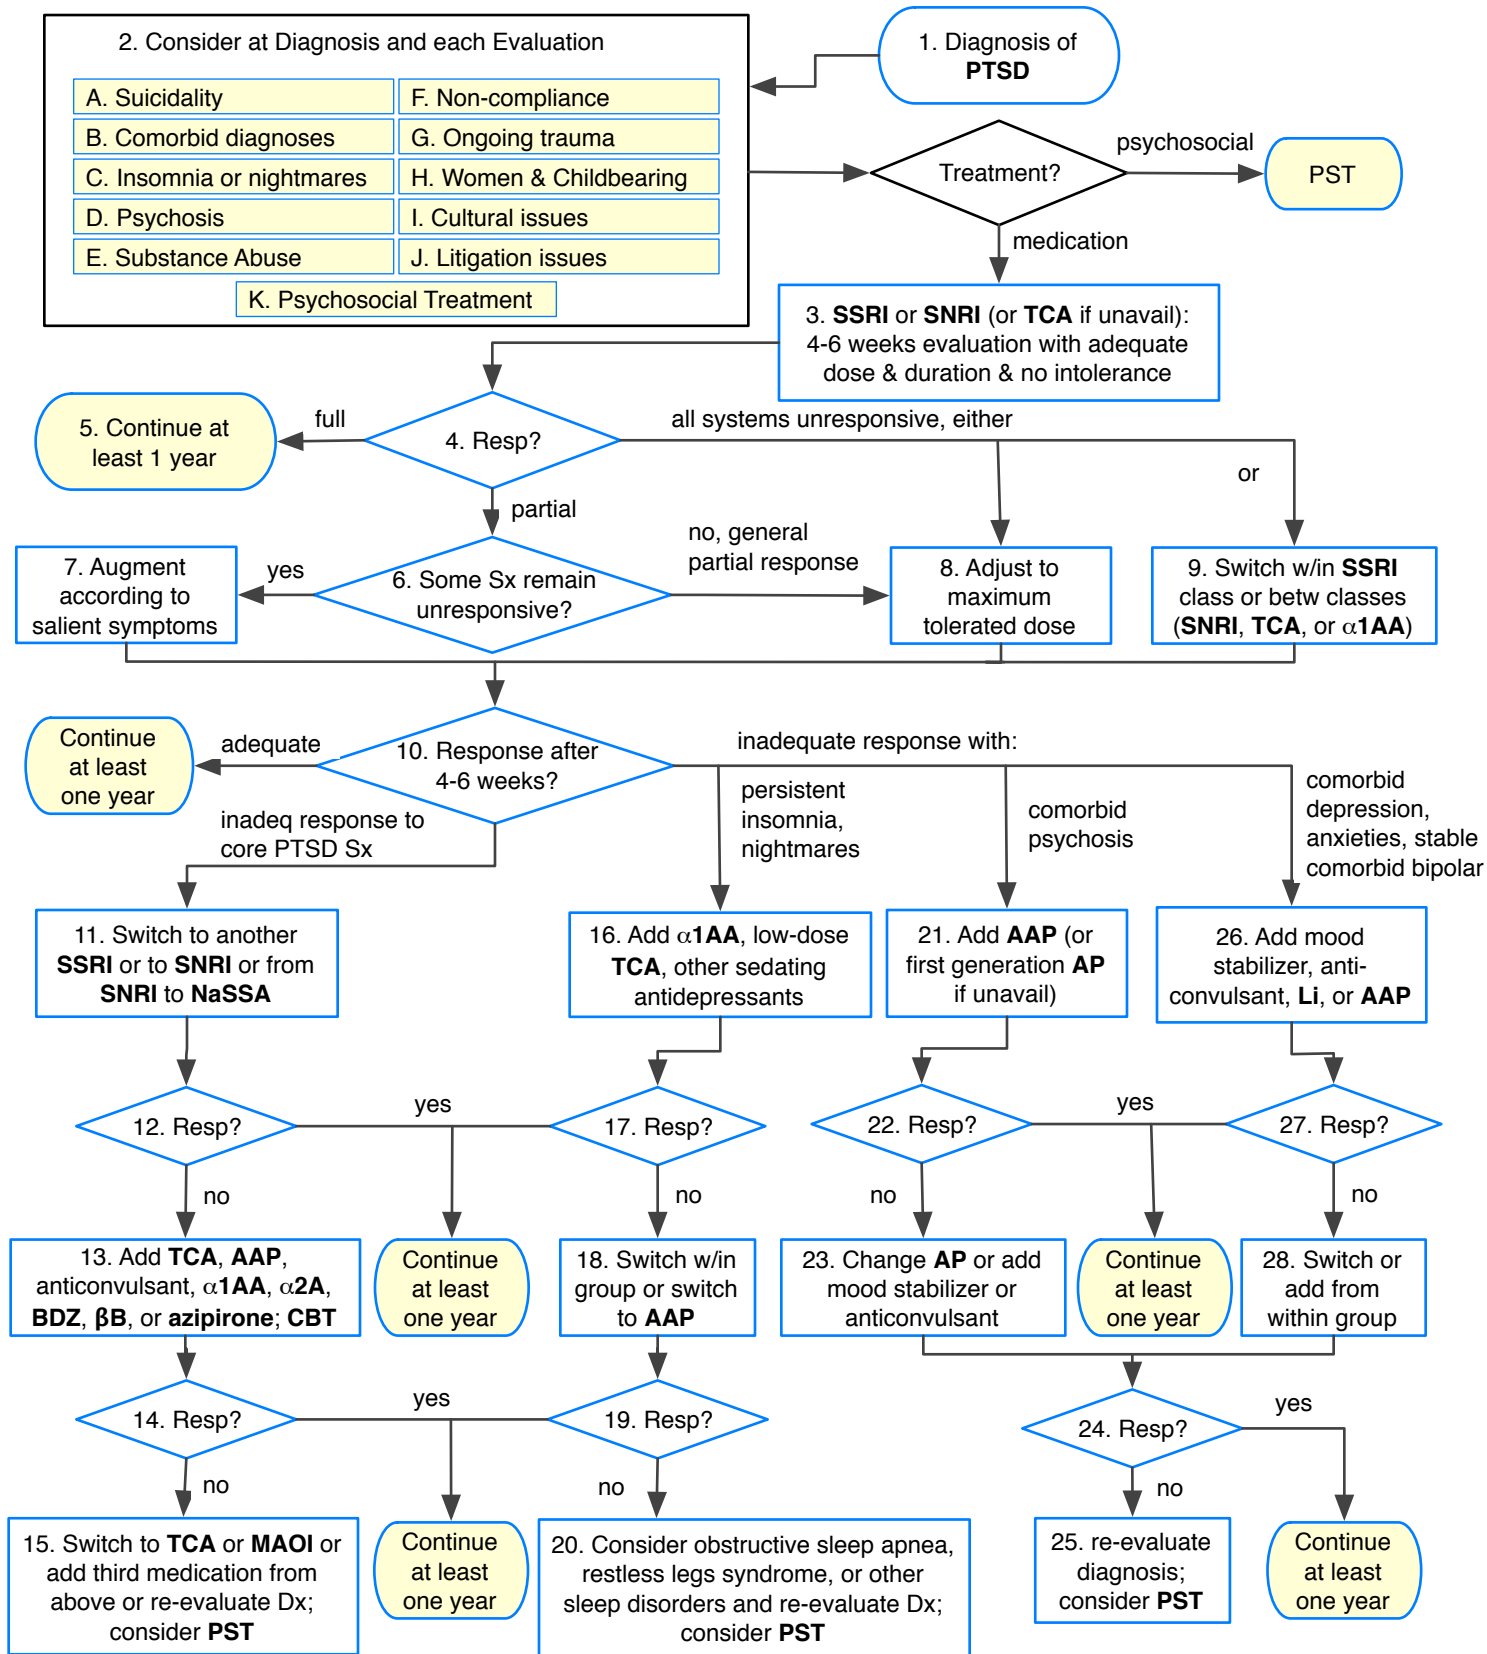 2. Consider at Diagnosis and each Evaluation
A. Suicidality
F. Non-compliance
B. Comorbid diagnoses
G. Ongoing trauma
C. Insomnia or nightmares
H. Women & Childbearing
D. Psychosis
I. Cultural issues
E. Substance Abuse
J. Litigation issues
K. Psychosocial Treatment
1. Diagnosis of
PTSD
Treatment?
psychosocial
PST
medication
3. SSRI or SNRI (or TCA if unavail):
4-6 weeks evaluation with adequate
dose & duration & no intolerance
4. Resp?
full
5. Continue at
least 1 year
all systems unresponsive, either
or
partial
6. Some Sx remain
unresponsive?
yes
7. Augment
according to
salient symptoms
no, general
partial response
8. Adjust to
maximum
tolerated dose
9. Switch w/in SSRI
class or betw classes
(SNRI, TCA, or α1AA)
10. Response after
4-6 weeks?
adequate
Continue
at least
one year
inadequate response with:
inadeq response to
core PTSD Sx
persistent
insomnia,
nightmares
comorbid
psychosis
comorbid
depression,
anxieties, stable
comorbid bipolar
11. Switch to another
SSRI or to SNRI or from
SNRI to NaSSA
16. Add α1AA, low-dose
TCA, other sedating
antidepressants
21. Add AAP (or
first generation AP
if unavail)
26. Add mood
stabilizer, anti-
convulsant, Li, or AAP
12. Resp?
yes
17. Resp?
22. Resp?
yes
27. Resp?
no
no
no
no
13. Add TCA, AAP,
anticonvulsant, α1AA, α2A,
BDZ, βB, or azipirone; CBT
Continue
at least
one year
18. Switch w/in
group or switch
to AAP
23. Change AP or add
mood stabilizer or
anticonvulsant
Continue
at least
one year
28. Switch or
add from
within group
14. Resp?
yes
19. Resp?
24. Resp?
yes
no
no
no
15. Switch to TCA or MAOI or
add third medication from
above or re-evaluate Dx;
consider PST
Continue
at least
one year
20. Consider obstructive sleep apnea,
restless legs syndrome, or other
sleep disorders and re-evaluate Dx;
consider PST
25. re-evaluate
diagnosis;
consider PST
Continue
at least
one year